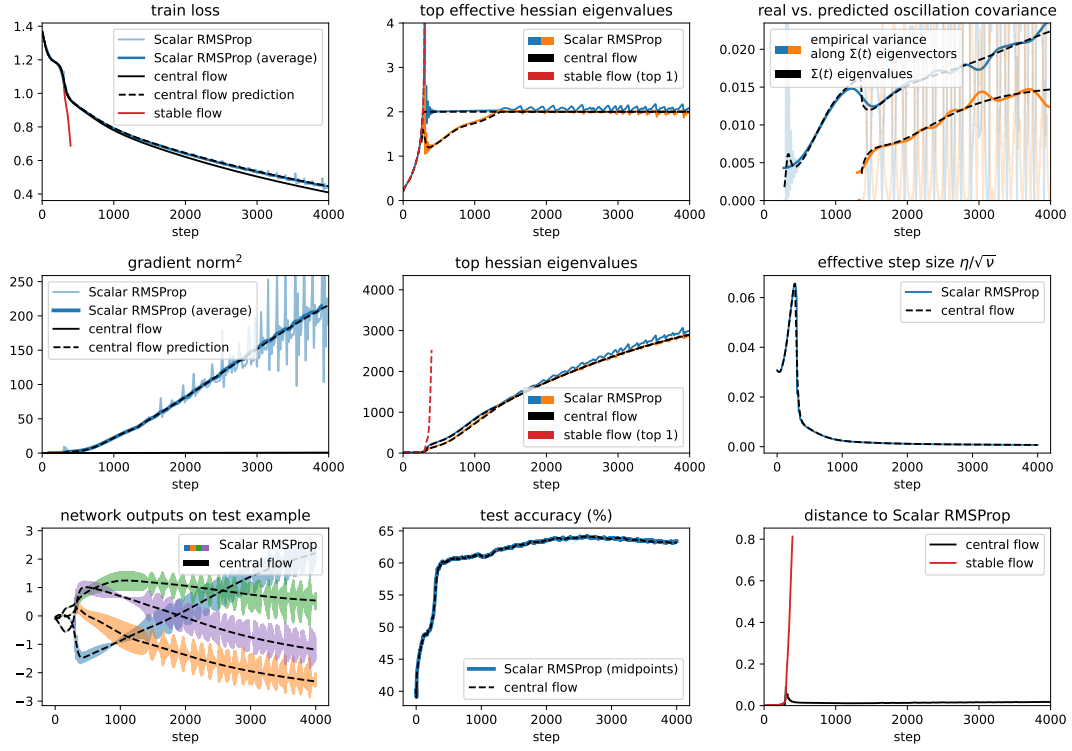 train loss
1.4
1.2
1.0
0.8
0.6
0.4
0
1000
2000
3000
4000
step
Scalar RMSProp
Scalar RMSProp (average)
central flow
central flow prediction
stable flow
top effective hessian eigenvalues
4
3
2
1
0
0
1000
2000
3000
4000
step
Scalar RMSProp
central flow
stable flow (top 1)
real vs. predicted oscillation covariance
0.020
0.015
0.010
0.005
0.000
0
1000
2000
3000
4000
step
empirical variance
along Σ(t) eigenvectors
Σ(t) eigenvalues
gradient norm²
250
200
150
100
50
0
0
1000
2000
3000
4000
step
Scalar RMSProp
Scalar RMSProp (average)
central flow
central flow prediction
top hessian eigenvalues
4000
3000
2000
1000
0
0
1000
2000
3000
4000
step
Scalar RMSProp
central flow
stable flow (top 1)
effective step size η/√ν
0.06
0.04
0.02
0.00
0
1000
2000
3000
4000
step
Scalar RMSProp
central flow
network outputs on test example
3
2
1
0
−1
−2
−3
0
1000
2000
3000
4000
step
Scalar RMSProp
central flow
test accuracy (%)
65
60
55
50
45
40
0
1000
2000
3000
4000
step
Scalar RMSProp (midpoints)
central flow
distance to Scalar RMSProp
0.8
0.6
0.4
0.2
0.0
0
1000
2000
3000
4000
step
central flow
stable flow